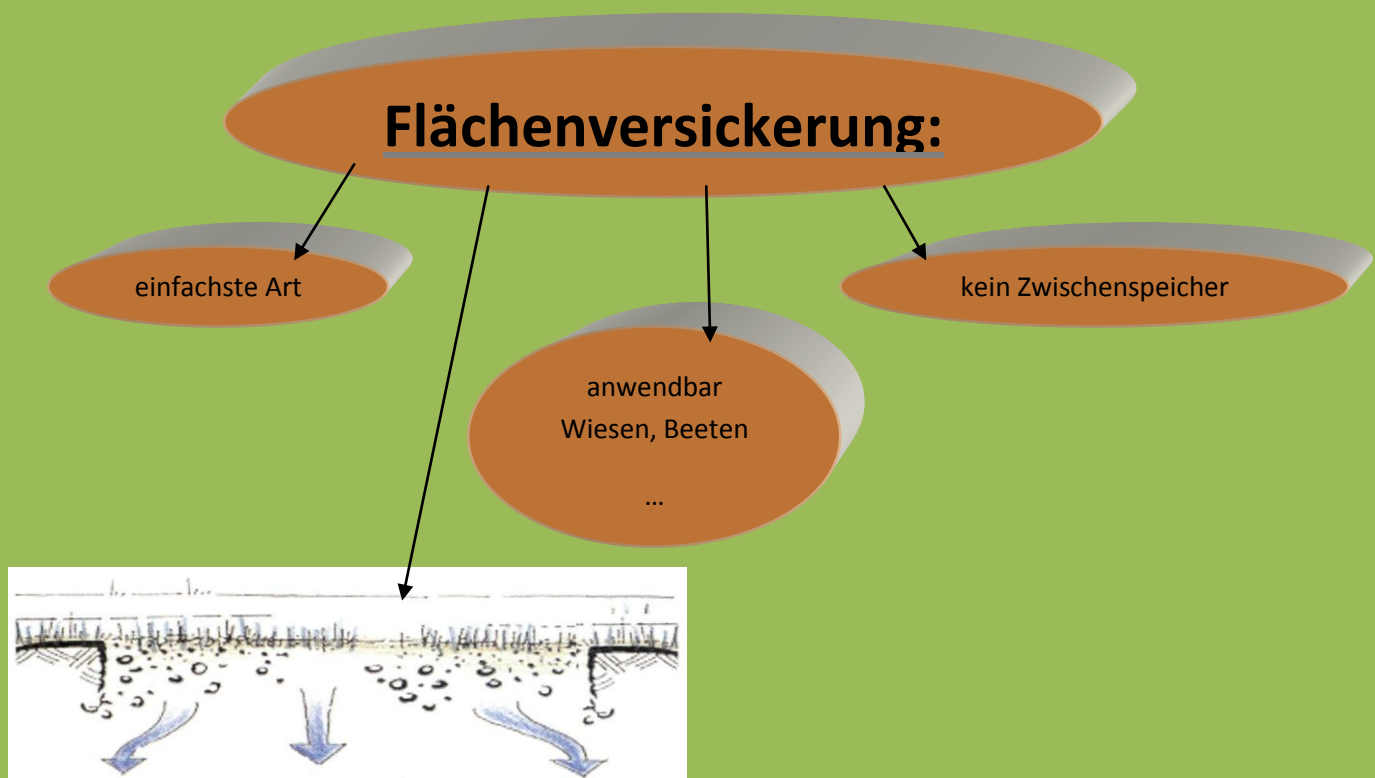 Flächenversickerung:
einfachste Art
kein Zwischenspeicher
anwendbar
Wiesen, Beeten
...